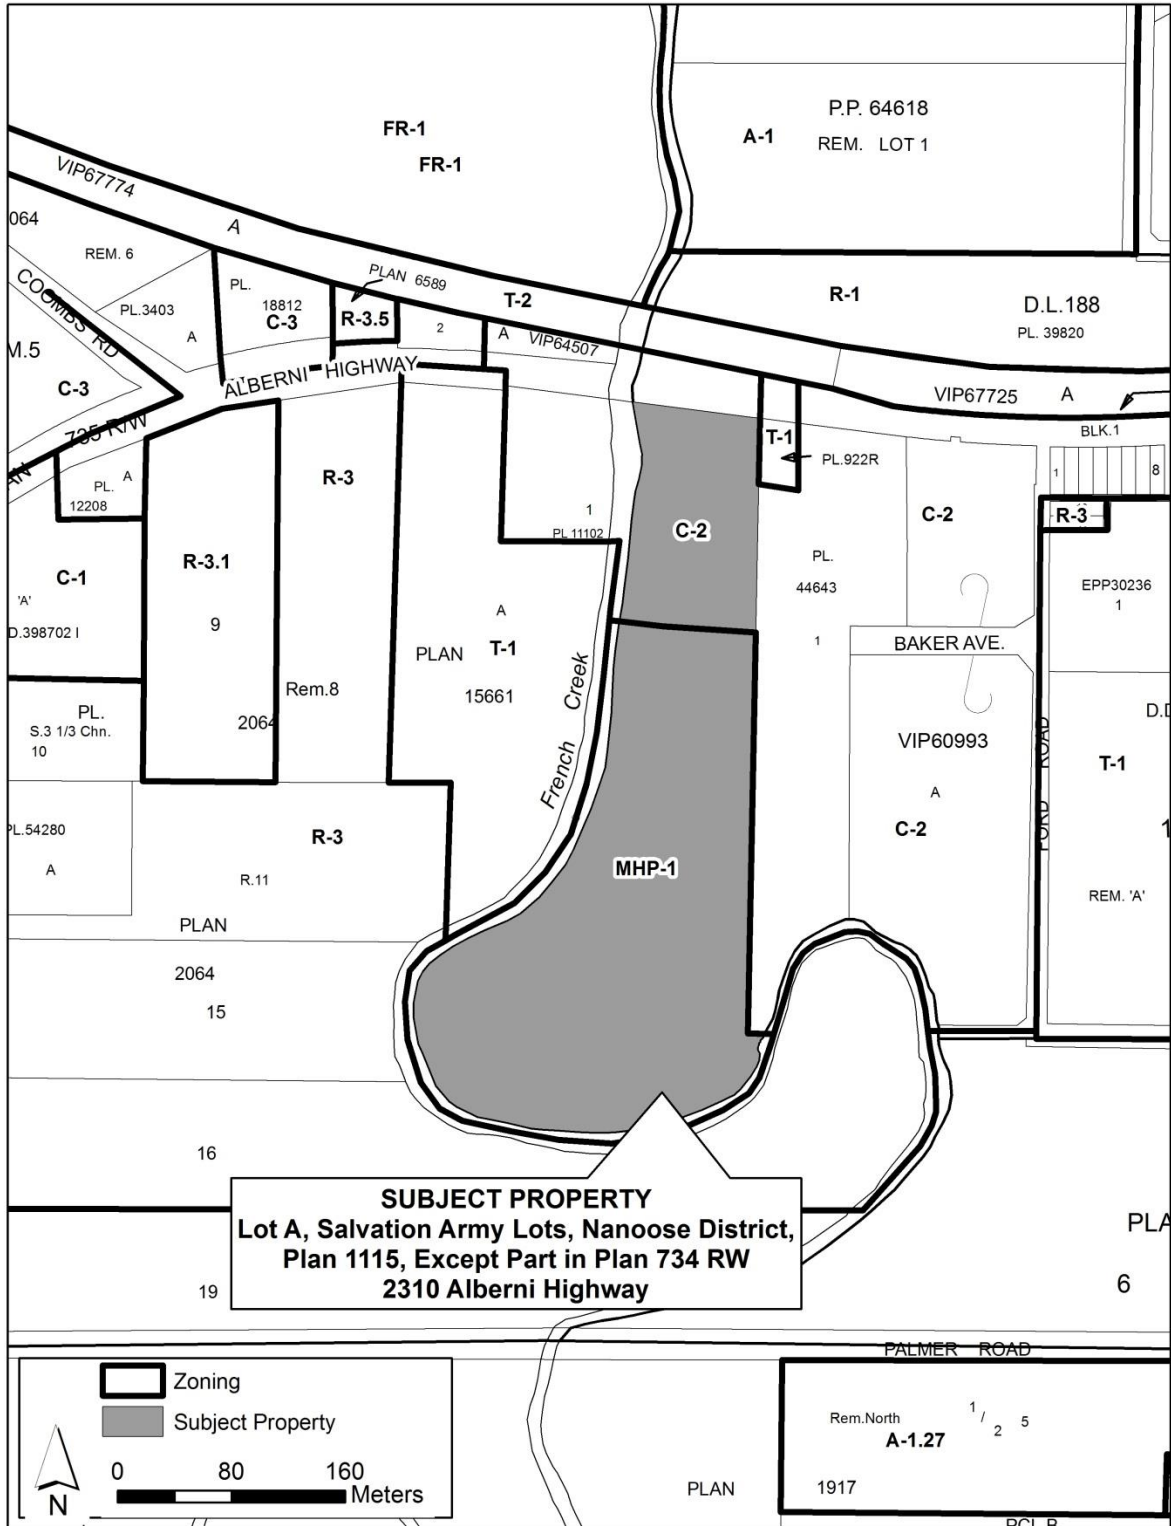 P.P. 64618
FR-1
A-1
REM. LOT 1
FR-1
VIP67774
064
A
REM. 6
PLAN 6589
COOMBS RD
PL.
18812
C-3
R-3.5
T-2
R-1
D.L.188
PL. 39820
PL.3403
A
2
A
VIP64507
M.5
C-3
ALBERNI HIGHWAY
VIP67725
A
735 R/W
BLK.1
T-1
PL.922R
PL.
A
12208
R-3
1
8
1
PL 11102
C-2
C-2
R-3
R-3.1
C-1
PL.
44643
EPP30236
1
'A'
D.398702 I
9
A
T-1
PLAN
15661
1
BAKER AVE.
Rem.8
French Creek
PL.
S.3 1/3 Chn.
10
2064
VIP60993
FORD ROAD
T-1
A
C-2
PL.54280
A
R-3
R.11
MHP-1
REM. 'A'
PLAN
2064
15
16
SUBJECT PROPERTY
Lot A, Salvation Army Lots, Nanoose District,
Plan 1115, Except Part in Plan 734 RW
2310 Alberni Highway
19
6
PALMER ROAD
Zoning
Subject Property
0 80 160
Meters
N
Rem.North
1
/
2
5
A-1.27
PLAN
1917
PCL B